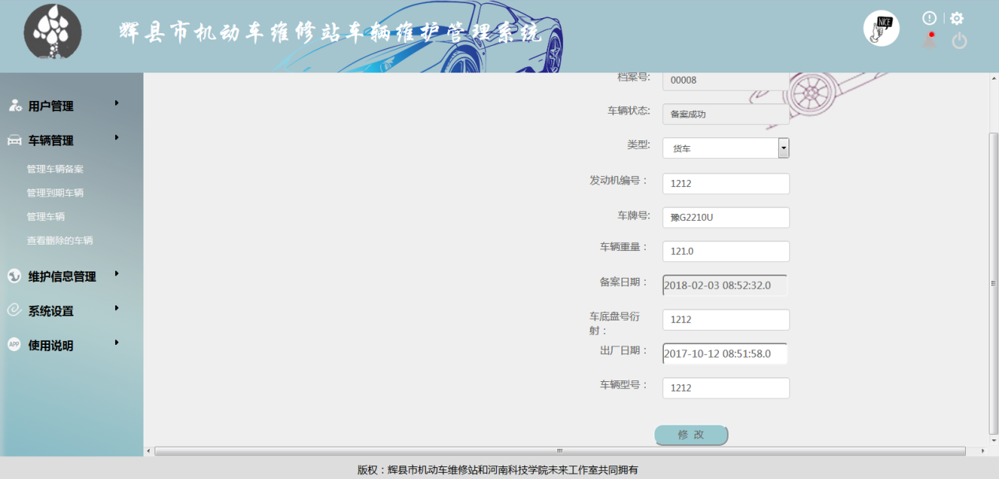 辉县市机动车维修站车辆维护管理系统
NICE
用户管理
车辆管理
管理车辆备案
管理到期车辆
管理车辆
查看删除的车辆
维护信息管理
系统设置
APP 使用说明
档案号: 00008
车辆状态: 备案成功
类型: 货车
发动机编号： 1212
车牌号: 豫G2210U
车辆重量： 121.0
备案日期： 2018-02-03 08:52:32.0
车底盘号衍
射： 1212
出厂日期： 2017-10-12 08:51:58.0
车辆型号： 1212
修 改
版权：辉县市机动车维修站和河南科技学院未来工作室共同拥有